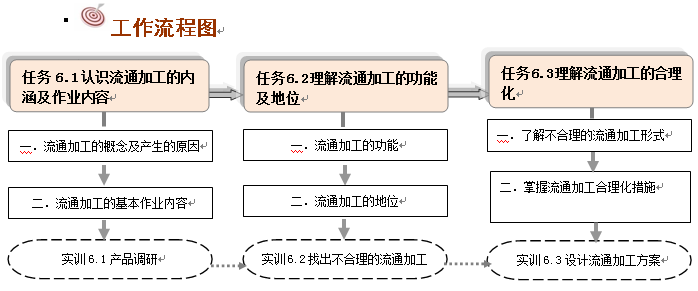 工作流程图
任务 6.1认识流通加工的内
涵及作业内容
任务6.2理解流通加工的功能
及地位
任务6.3理解流通加工的合理
化
一．流通加工的概念及产生的原因
一．流通加工的功能
一．了解不合理的流通加工形式
二．流通加工的基本作业内容
二．流通加工的地位
二．掌握流通加工合理化措施
实训6.1产品调研
实训6.2找出不合理的流通加工
实训6.3设计流通加工方案